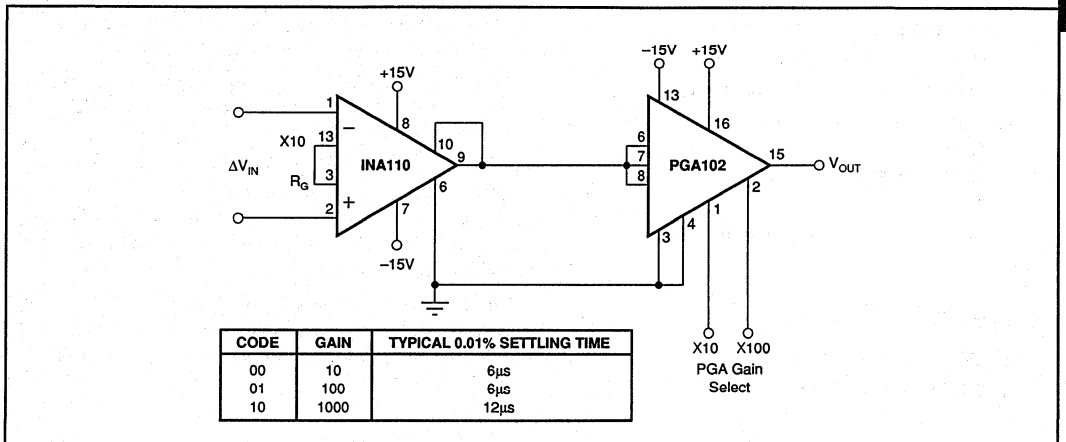 −15V +15V
+15V
13
1
8
16
−
10
6
X10 13
INA110
9
7
PGA102
15
V_OUT
ΔV_IN
8
R_G 3
6
2
+
2
7
1
4
3
−15V
X10 X100
PGA Gain
Select
CODE GAIN TYPICAL 0.01% SETTLING TIME
00 10 6µs
01 100 6µs
10 1000 12µs